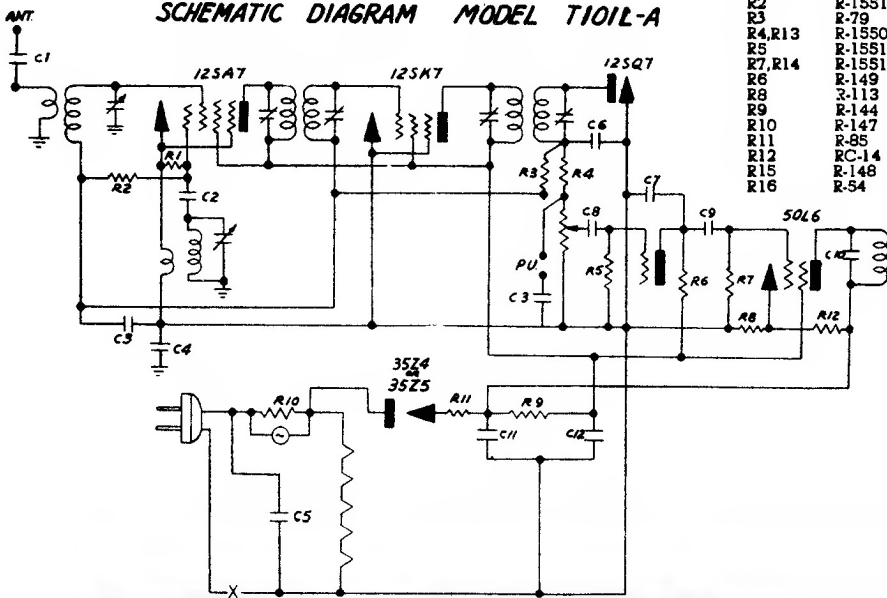 SCHEMATIC DIAGRAM MODEL T101L-A
R3 R-79
R4,R13 R-1550
R5 R-1551
R7,R14 R-1551
R6 R-149
R8 R-113
R9 R-144
R10 R-147
R11 R-85
R12 RC-14
R15 R-148
R16 R-54
ANT.
C1
12SA7
12SK7
12SQ7
C6
R1
R2
C2
R3
R4
C7
C8
C9
50L6
C10
P.U.
R5
R6
R7
C3
R8
R12
C3
C4
35Z4
OR
35Z5
R10
R11
R9
C11
C12
C5
X